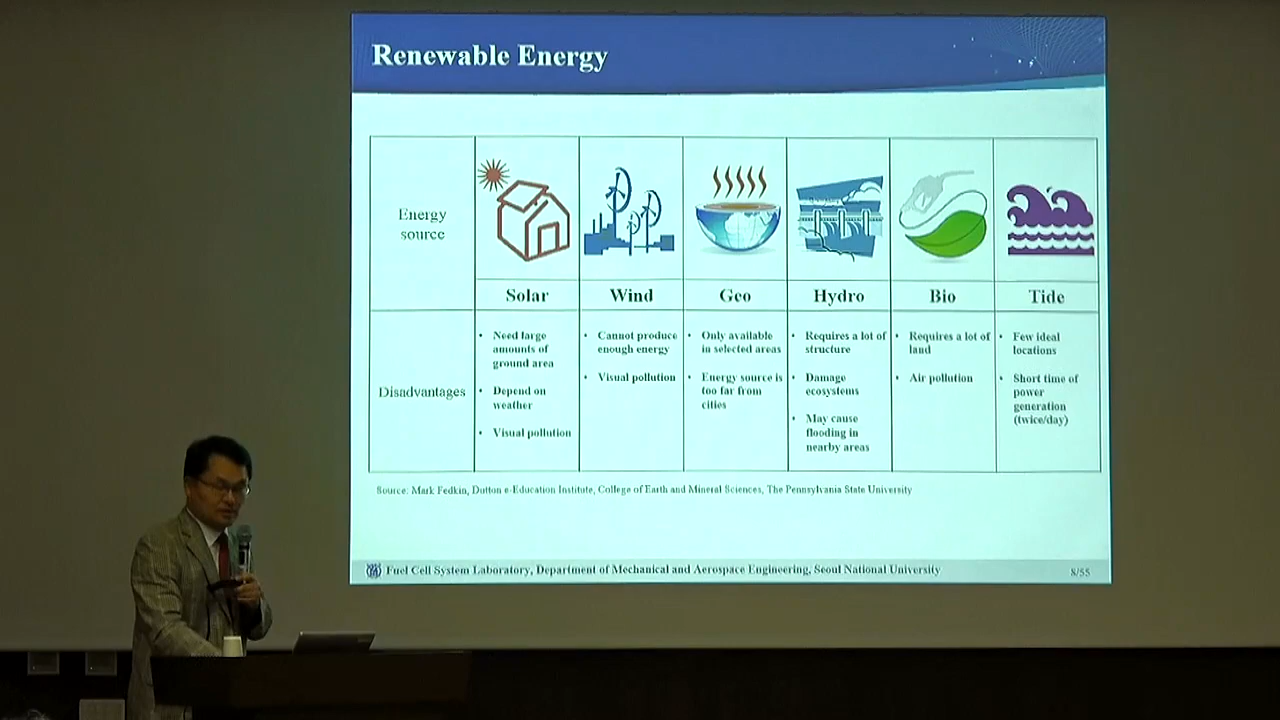 Renewable Energy
Energy
source
Solar
Wind
Geo
Hydro
Bio
Tide
Disadvantages
• Need large
amounts of
ground area
• Depend on
weather
• Visual pollution
• Cannot produce
enough energy
• Visual pollution
• Only available
in selected areas
• Energy source is
too far from
cities
• Requires a lot of
structure
• Damage
ecosystems
• May cause
flooding in
nearby areas
• Requires a lot of
land
• Air pollution
• Few ideal
locations
• Short time of
power
generation
(twice/day)
Source: Mark Fedkin, Dutton e-Education Institute, College of Earth and Mineral Sciences, The Pennsylvania State University
Fuel Cell System Laboratory, Department of Mechanical and Aerospace Engineering, Seoul National University
8/55